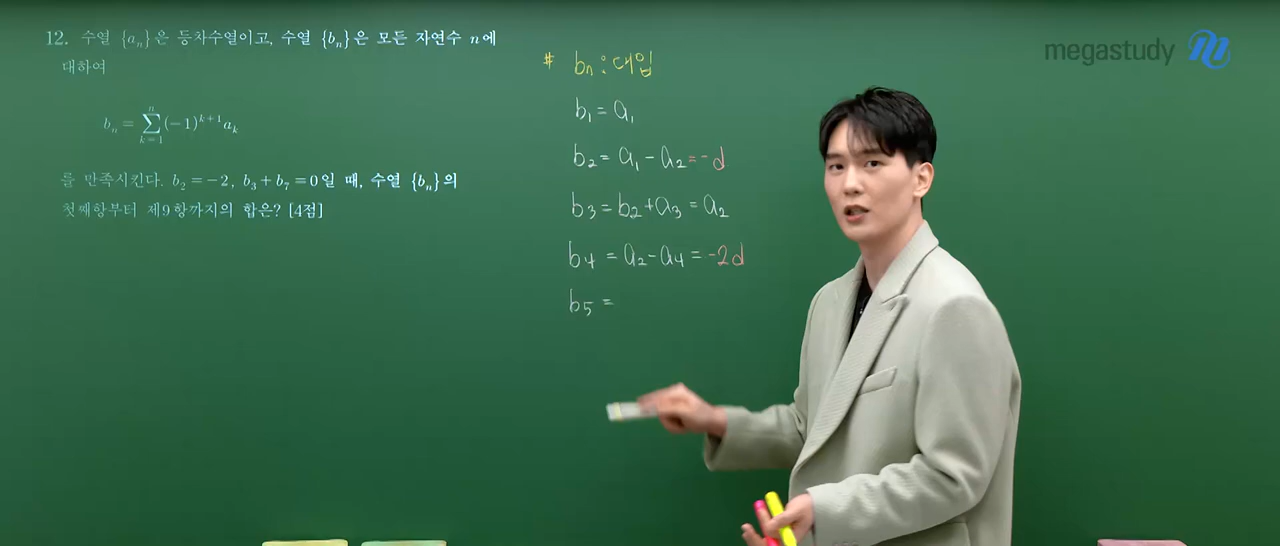 12. 수열 {aₙ}은 등차수열이고, 수열 {bₙ}은 모든 자연수 n에
대하여
bₙ = ∑ₖ₌₁ⁿ (-1)ᵏ⁺¹aₖ
를 만족시킨다. b₂ = -2, b₃ + b₇ = 0일 때, 수열 {bₙ}의
첫째항부터 제9항까지의 합은? [4점]
# bₙ : 대입
b₁ = a₁
b₂ = a₁ - a₂ = -d
b₃ = b₂ + a₃ = a₂
b₄ = a₂ - a₄ = -2d
b₅ =
megastudy